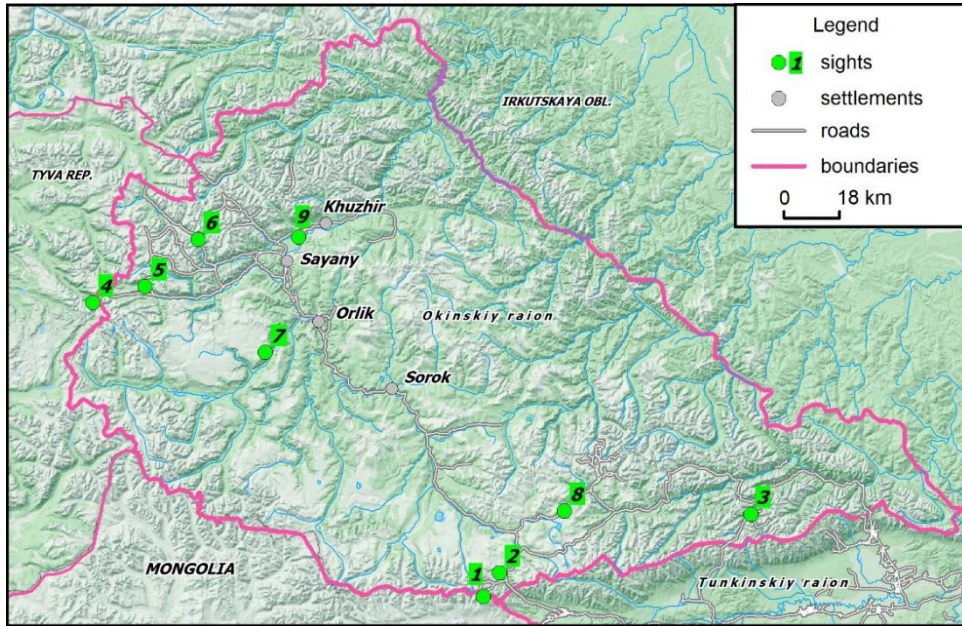 Legend
1 sights
settlements
roads
boundaries
0 18 km
IRKUTSKAYA OBL.
TYVA REP.
Khuzhir
9
6
Sayany
5
4
Orlik
Okinskiy raion
7
Sorok
8
3
2
MONGOLIA
1
Tunkinskiy raion